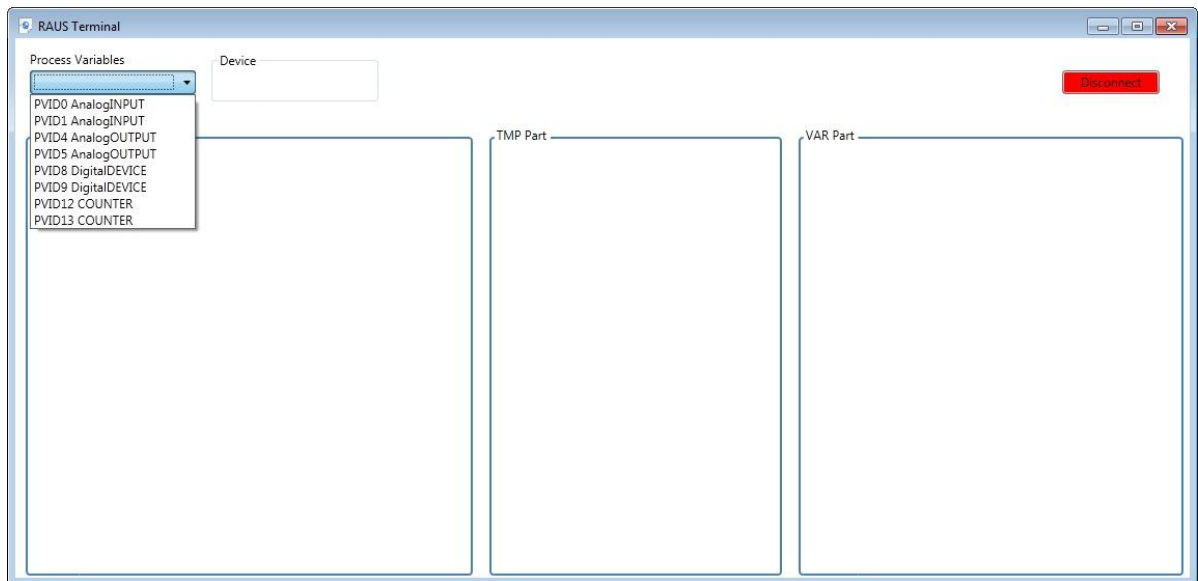 RAUS Terminal
Process Variables
Device
Disconnect
PVID0 AnalogINPUT
PVID1 AnalogINPUT
PVID4 AnalogOUTPUT
PVID5 AnalogOUTPUT
PVID8 DigitalDEVICE
PVID9 DigitalDEVICE
PVID12 COUNTER
PVID13 COUNTER
TMP Part
VAR Part